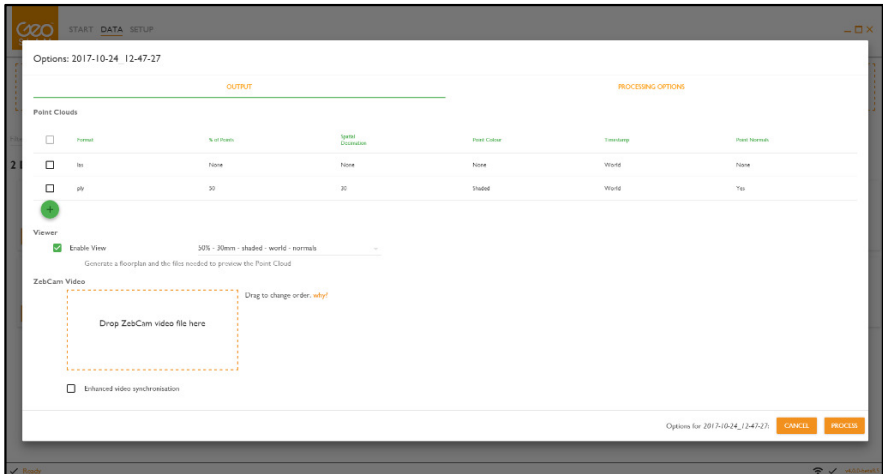 Geo
START DATA SETUP
Options: 2017-10-24_12-47-27
OUTPUT PROCESSING OPTIONS
Point Clouds
Format % of Points Spatial Decimation Point Colour Timestamp Point Normals
las None None None World None
ply 50 30 Shaded World Yes
+
Viewer
Enable View 50% - 30mm - shaded - world - normals
Generate a floorplan and the files needed to preview the Point Cloud
ZebCam Video
Drag to change order. why?
Drop ZebCam video file here
Enhanced video synchronisation
Options for 2017-10-24_12-47-27: CANCEL PROCESS
Ready